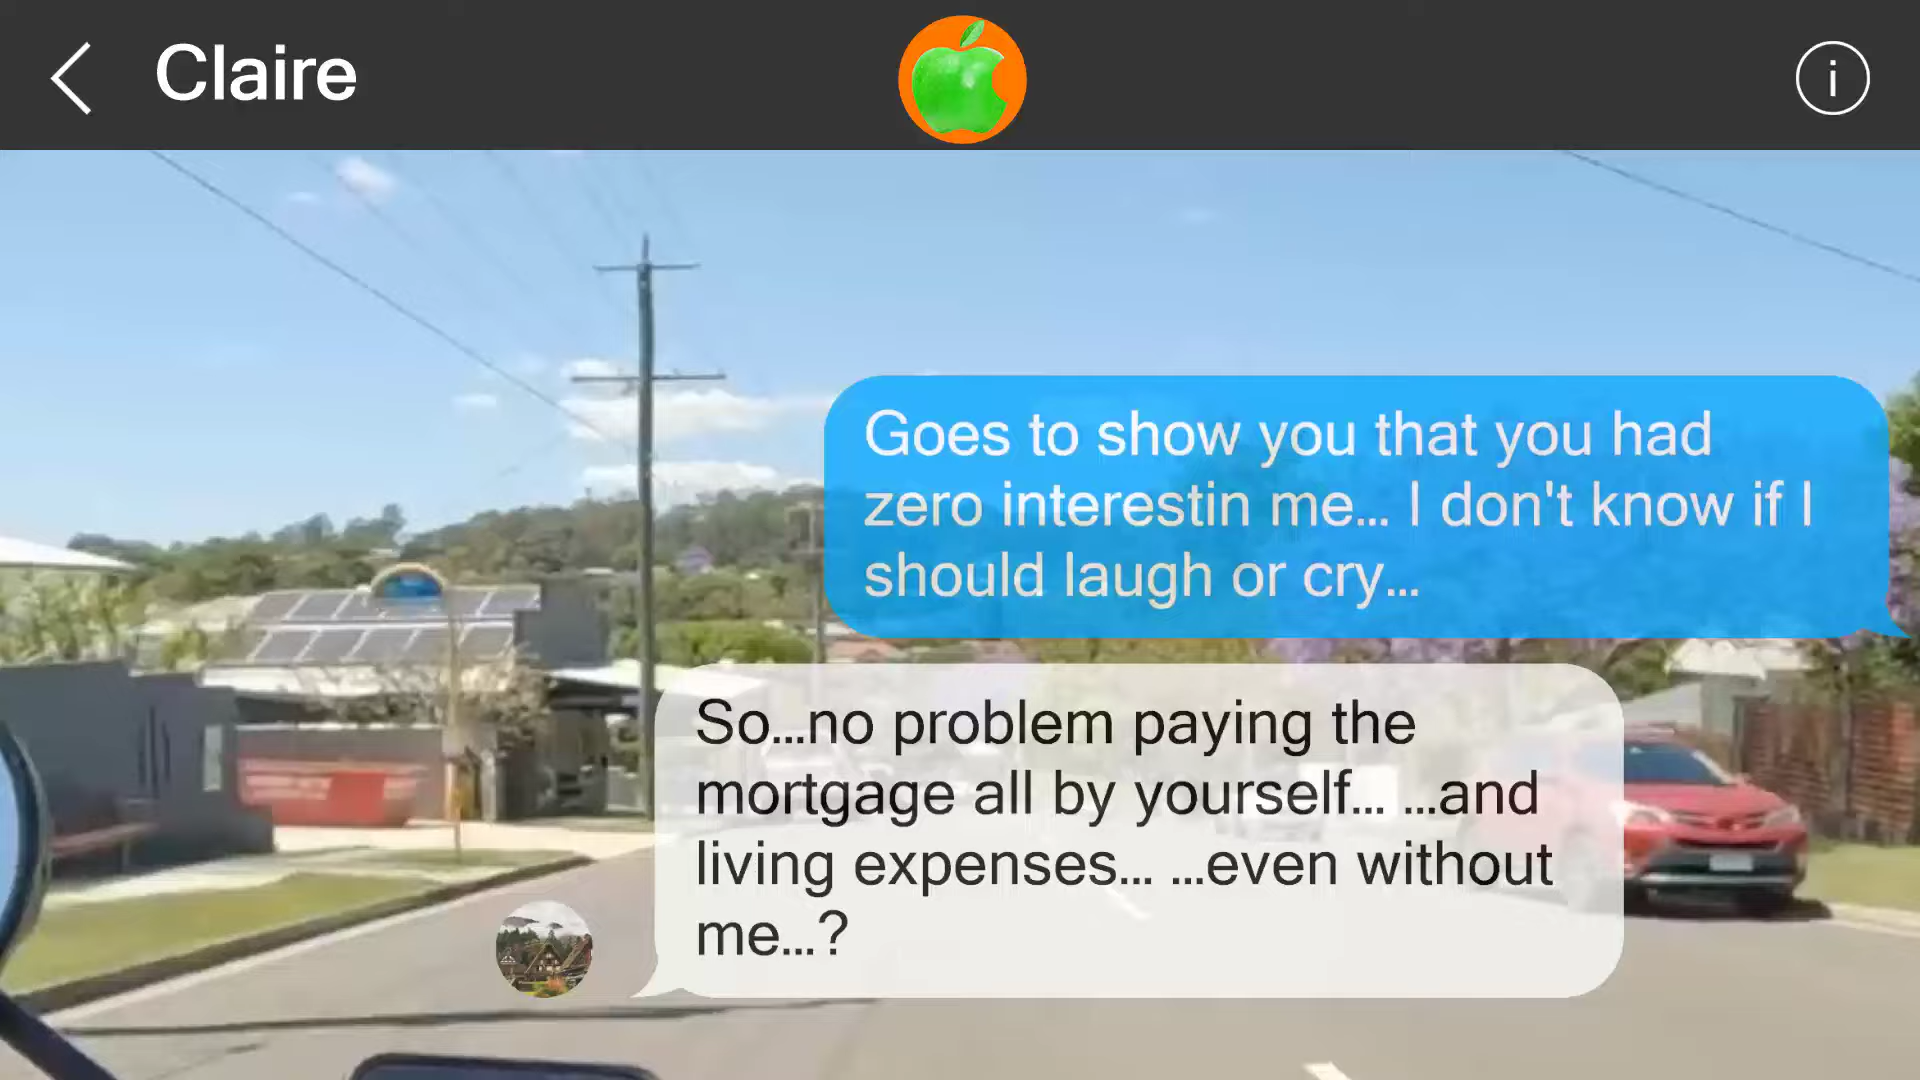 Claire
i
Goes to show you that you had
zero interestin me... I don't know if I
should laugh or cry...
So...no problem paying the
mortgage all by yourself... ...and
living expenses... ...even without
me...?